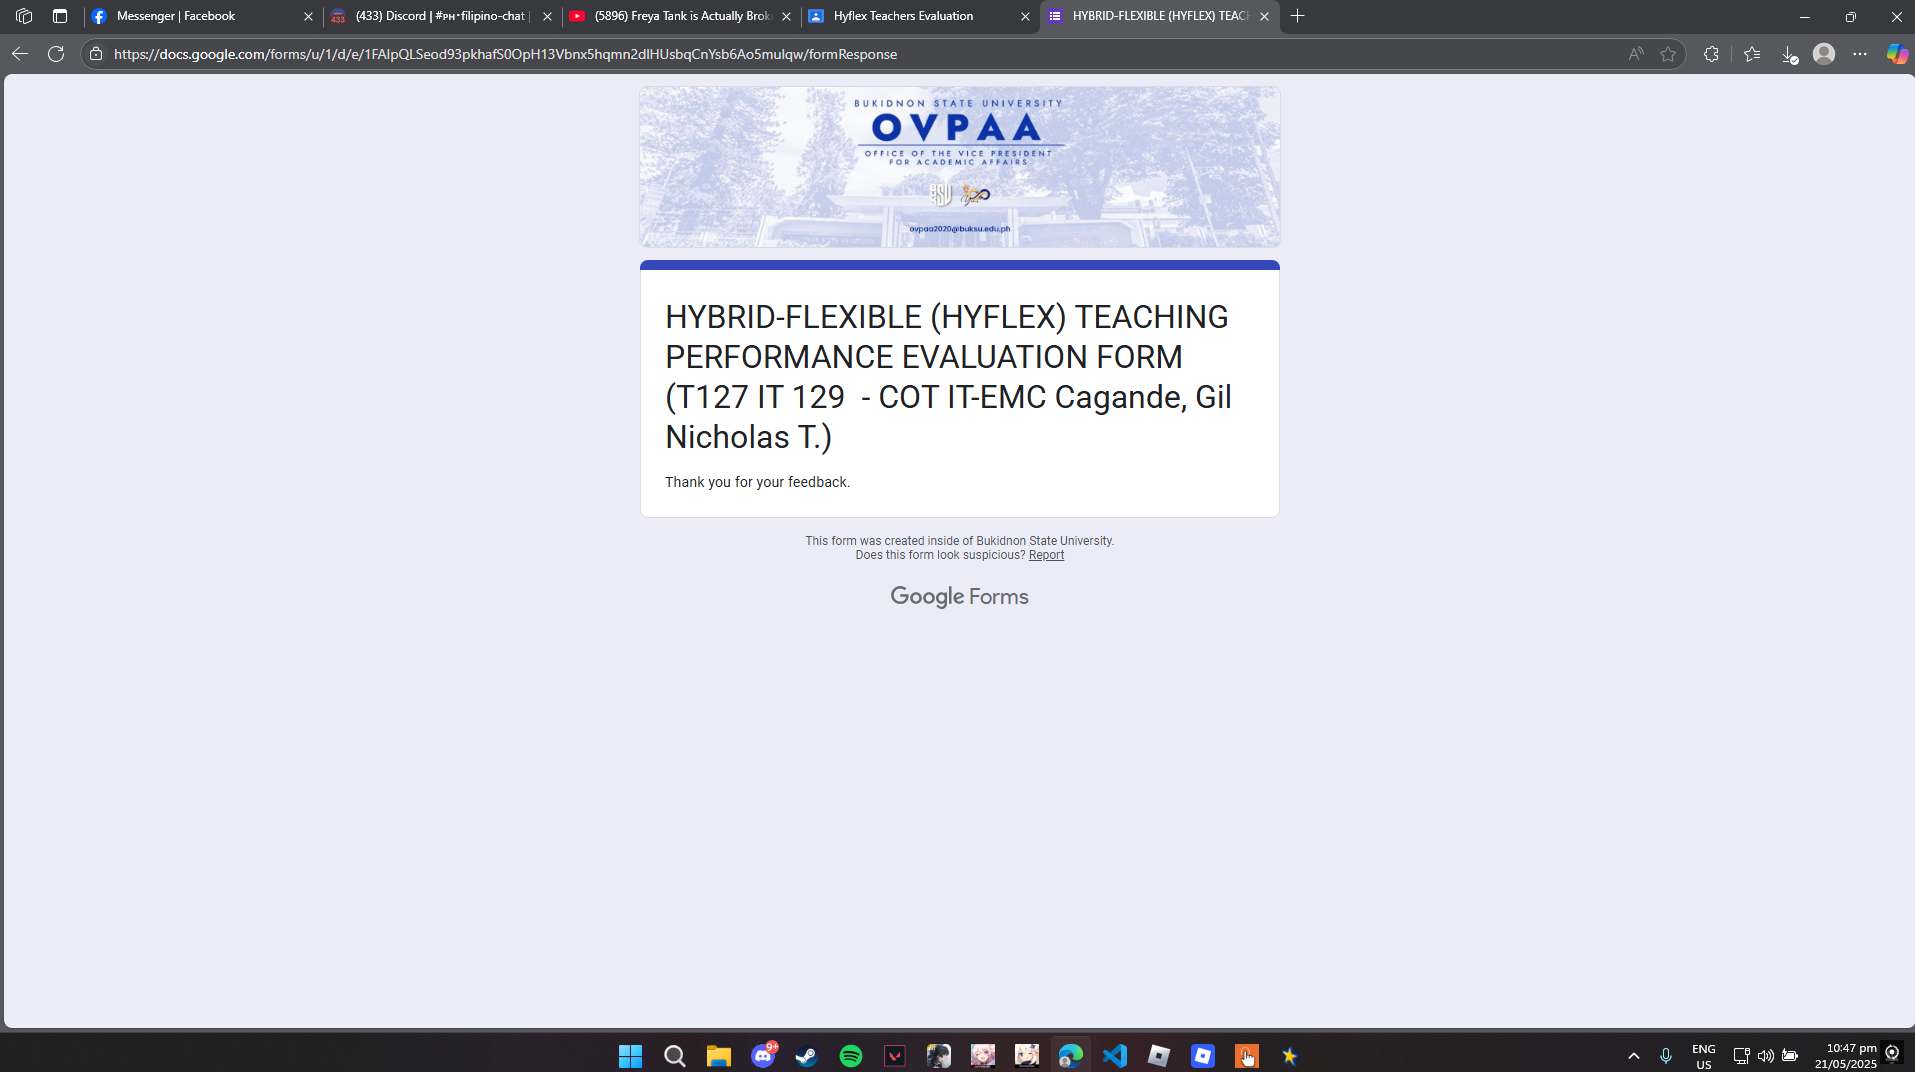 Messenger | Facebook
(433) Discord | #ᴘʜ･filipino-chat |
(5896) Freya Tank is Actually Brok
Hyflex Teachers Evaluation
HYBRID-FLEXIBLE (HYFLEX) TEACH
https://docs.google.com/forms/u/1/d/e/1FAIpQLSeod93pkhafS0OpH13Vbnx5hqmn2dIHUsbqCnYsb6Ao5mulqw/formResponse
BUKIDNON STATE UNIVERSITY
OVPAA
OFFICE OF THE VICE PRESIDENT
FOR ACADEMIC AFFAIRS
ovpaa2020@buksu.edu.ph
HYBRID-FLEXIBLE (HYFLEX) TEACHING
PERFORMANCE EVALUATION FORM
(T127 IT 129 - COT IT-EMC Cagande, Gil
Nicholas T.)
Thank you for your feedback.
This form was created inside of Bukidnon State University.
Does this form look suspicious? Report
Google Forms
9+
ENG
US
10:47 pm
21/05/2025